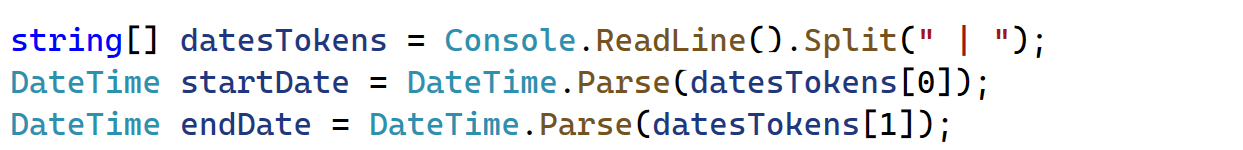 string[] datesTokens = Console.ReadLine().Split(" | ");
DateTime startDate = DateTime.Parse(datesTokens[0]);
DateTime endDate = DateTime.Parse(datesTokens[1]);